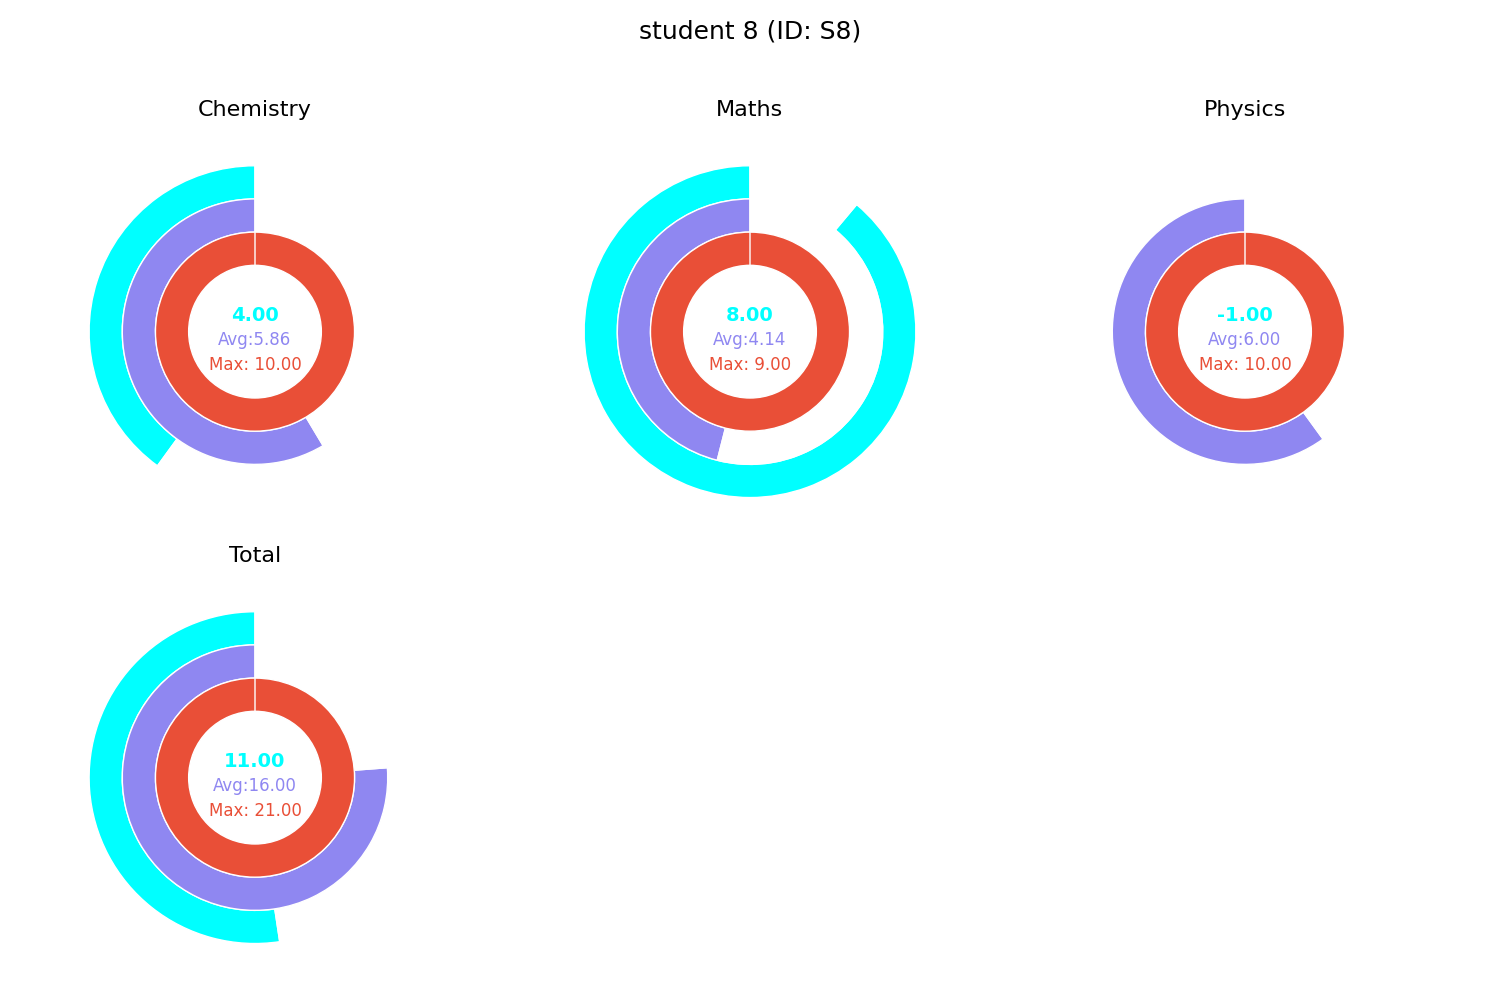 student 8 (ID: S8)
Chemistry
4.00
Avg:5.86
Max: 10.00
Maths
8.00
Avg:4.14
Max: 9.00
Physics
-1.00
Avg:6.00
Max: 10.00
Total
11.00
Avg:16.00
Max: 21.00